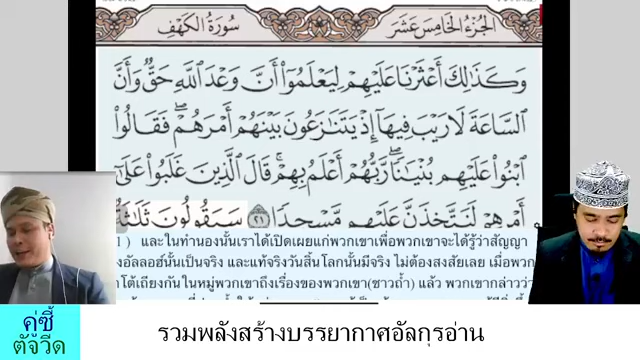 الجزء الخامس عشر
سورة الكهف
وَكَذَٰلِكَ أَعْثَرْنَا عَلَيْهِمْ لِيَعْلَمُوٓا۟ أَنَّ وَعْدَ ٱللَّهِ حَقٌّ وَأَنَّ
ٱلسَّاعَةَ لَا رَيْبَ فِيهَآ إِذْ يَتَنَٰزَعُونَ بَيْنَهُمْ أَمْرَهُمْ ۖ فَقَالُوا۟
ٱبْنُوا۟ عَلَيْهِم بُنْيَٰنًا ۖ رَّبُّهُمْ أَعْلَمُ بِهِمْ ۚ قَالَ ٱلَّذِينَ غَلَبُوا۟ عَلَىٰٓ
أَمْرِهِمْ لَنَتَّخِذَنَّ عَلَيْهِم مَّسْجِدًا ٢١ سَيَقُولُونَ ثَلَٰثَةٌ
1 ) และในทำนองนั้นเราได้เปิดเผยแก่พวกเขาเพื่อพวกเขาจะได้รู้ว่าสัญญา
งอัลลอฮ์นั้นเป็นจริง และแท้จริงวันสิ้นโลกนั้นมีจริง ไม่ต้องสงสัยเลย เมื่อพวก
โต้เถียงกัน ในหมู่พวกเขาถึงเรื่องของพวกเขา(ชาวถ้ำ) แล้ว พวกเขากล่าวว่า
คู่ซี้
ตัจวีด
รวมพลังสร้างบรรยากาศอัลกุรอ่าน